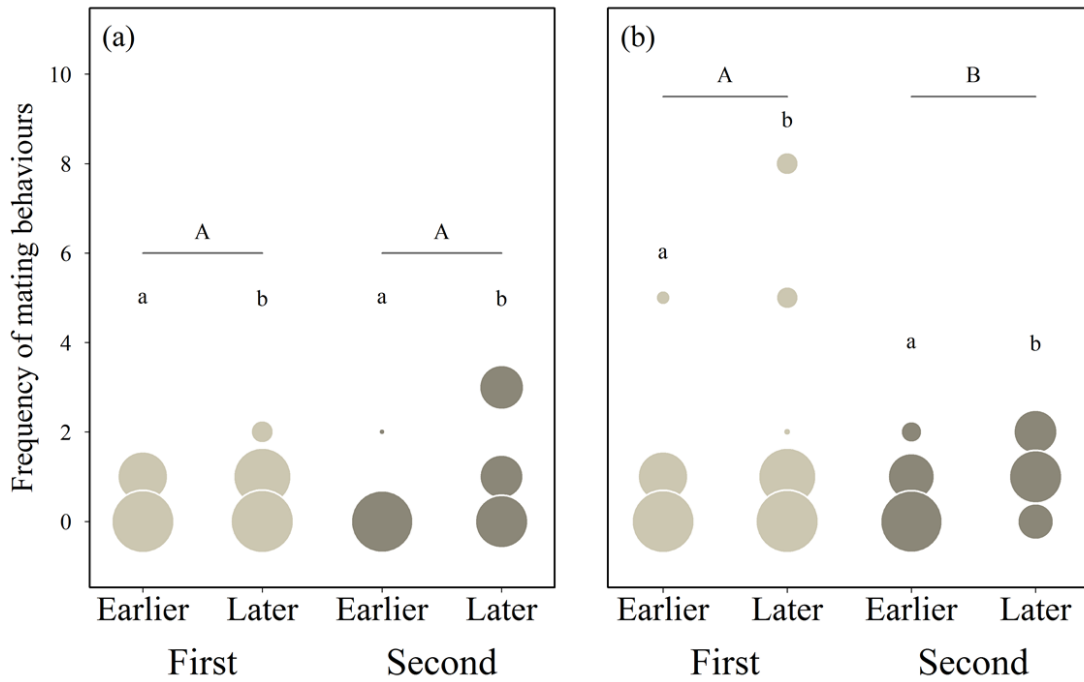 Frequency of mating behaviours
10
8
6
4
2
0
(a)
A
A
a
b
a
b
Earlier
Later
Earlier
Later
First
Second
(b)
A
B
b
a
a
b
Earlier
Later
Earlier
Later
First
Second